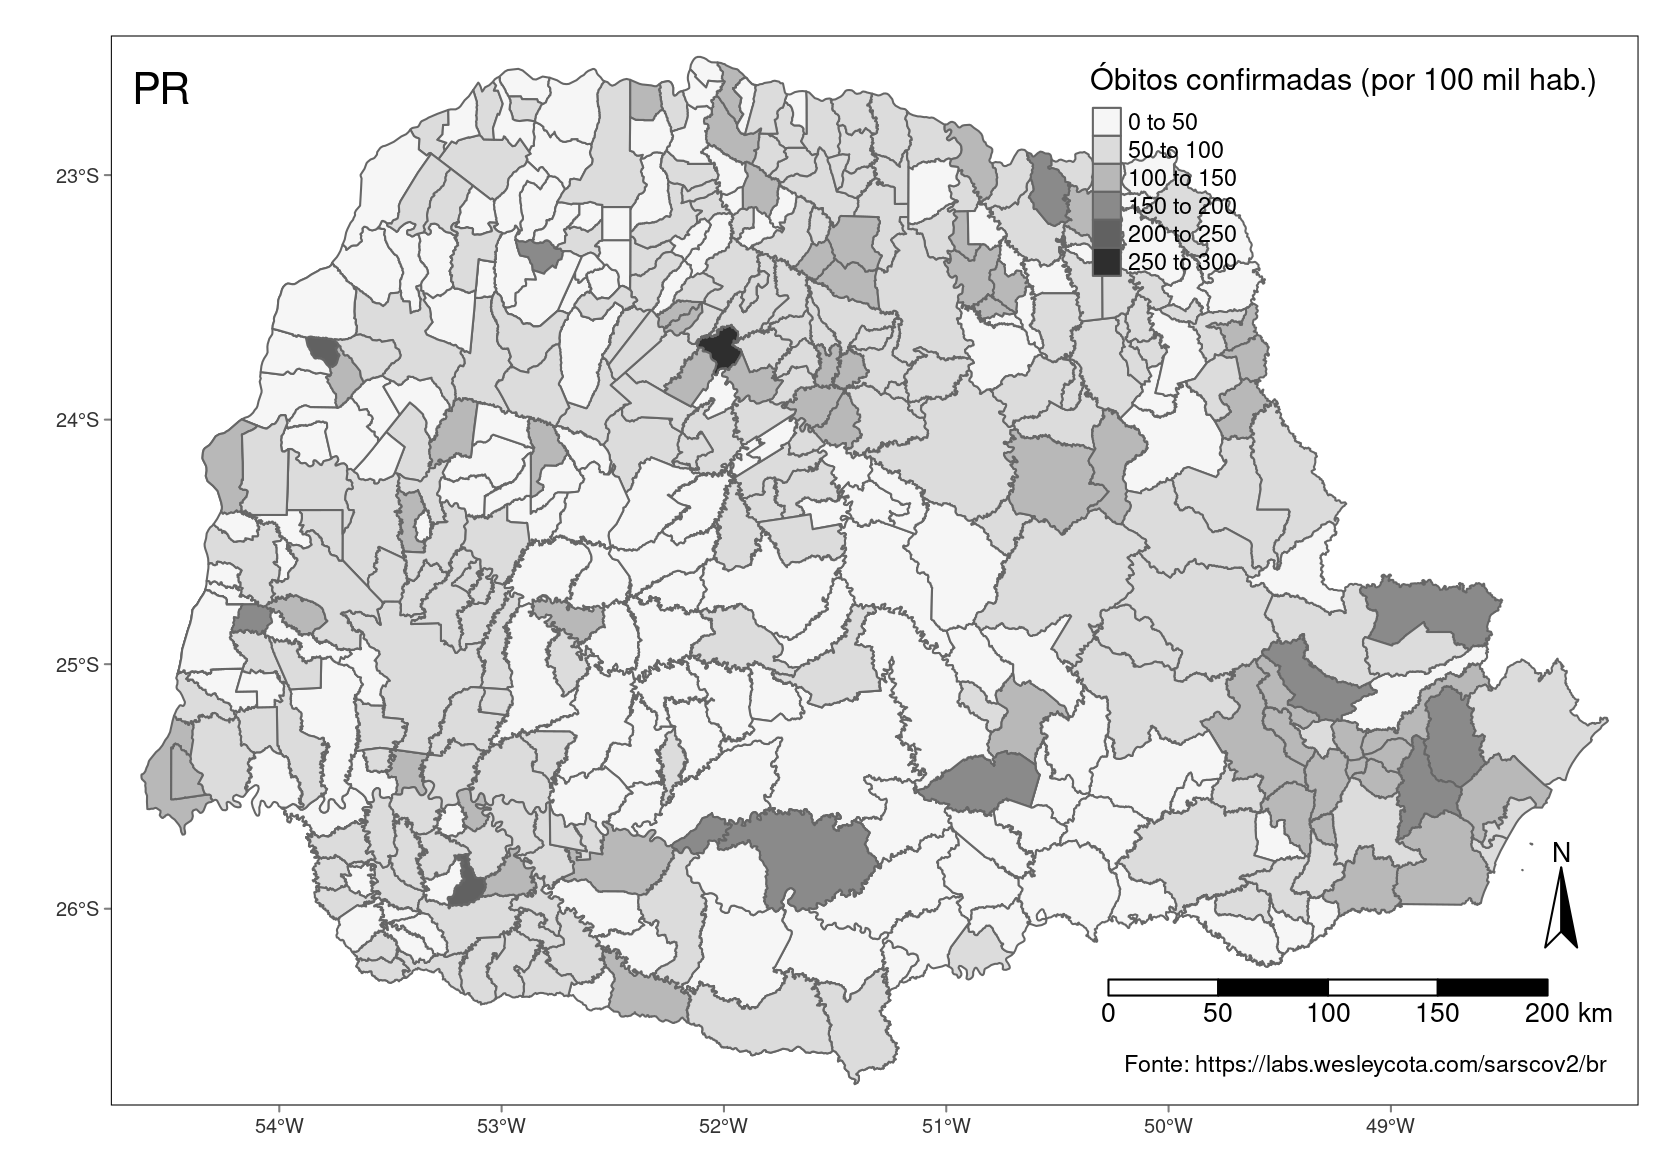 PR
Óbitos confirmadas (por 100 mil hab.)
0 to 50
50 to 100
100 to 150
150 to 200
200 to 250
250 to 300
23°S
24°S
25°S
26°S
N
0 50 100 150 200 km
Fonte: https://labs.wesleycota.com/sarscov2/br
54°W 53°W 52°W 51°W 50°W 49°W